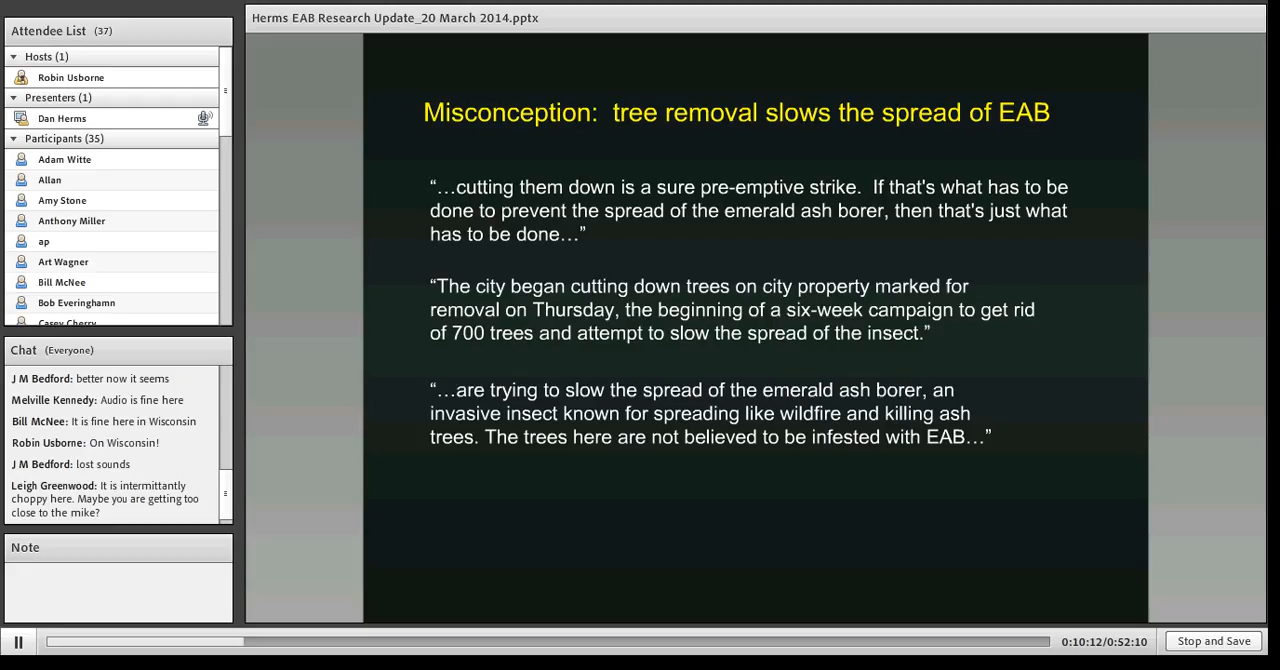 Herms EAB Research Update_20 March 2014.pptx
Attendee List (37)
Hosts (1)
Robin Usborne
Presenters (1)
Dan Herms
Participants (35)
Adam Witte
Allan
Amy Stone
Anthony Miller
ap
Art Wagner
Bill McNee
Bob Everinghamn
Casey Cherry
Chat (Everyone)
J M Bedford: better now it seems
Melville Kennedy: Audio is fine here
Bill McNee: It is fine here in Wisconsin
Robin Usborne: On Wisconsin!
J M Bedford: lost sounds
Leigh Greenwood: It is intermittantly
choppy here. Maybe you are getting too
close to the mike?
Note
Misconception: tree removal slows the spread of EAB
“…cutting them down is a sure pre-emptive strike. If that's what has to be
done to prevent the spread of the emerald ash borer, then that's just what
has to be done…”
“The city began cutting down trees on city property marked for
removal on Thursday, the beginning of a six-week campaign to get rid
of 700 trees and attempt to slow the spread of the insect.”
“…are trying to slow the spread of the emerald ash borer, an
invasive insect known for spreading like wildfire and killing ash
trees. The trees here are not believed to be infested with EAB…”
0:10:12/0:52:10
Stop and Save